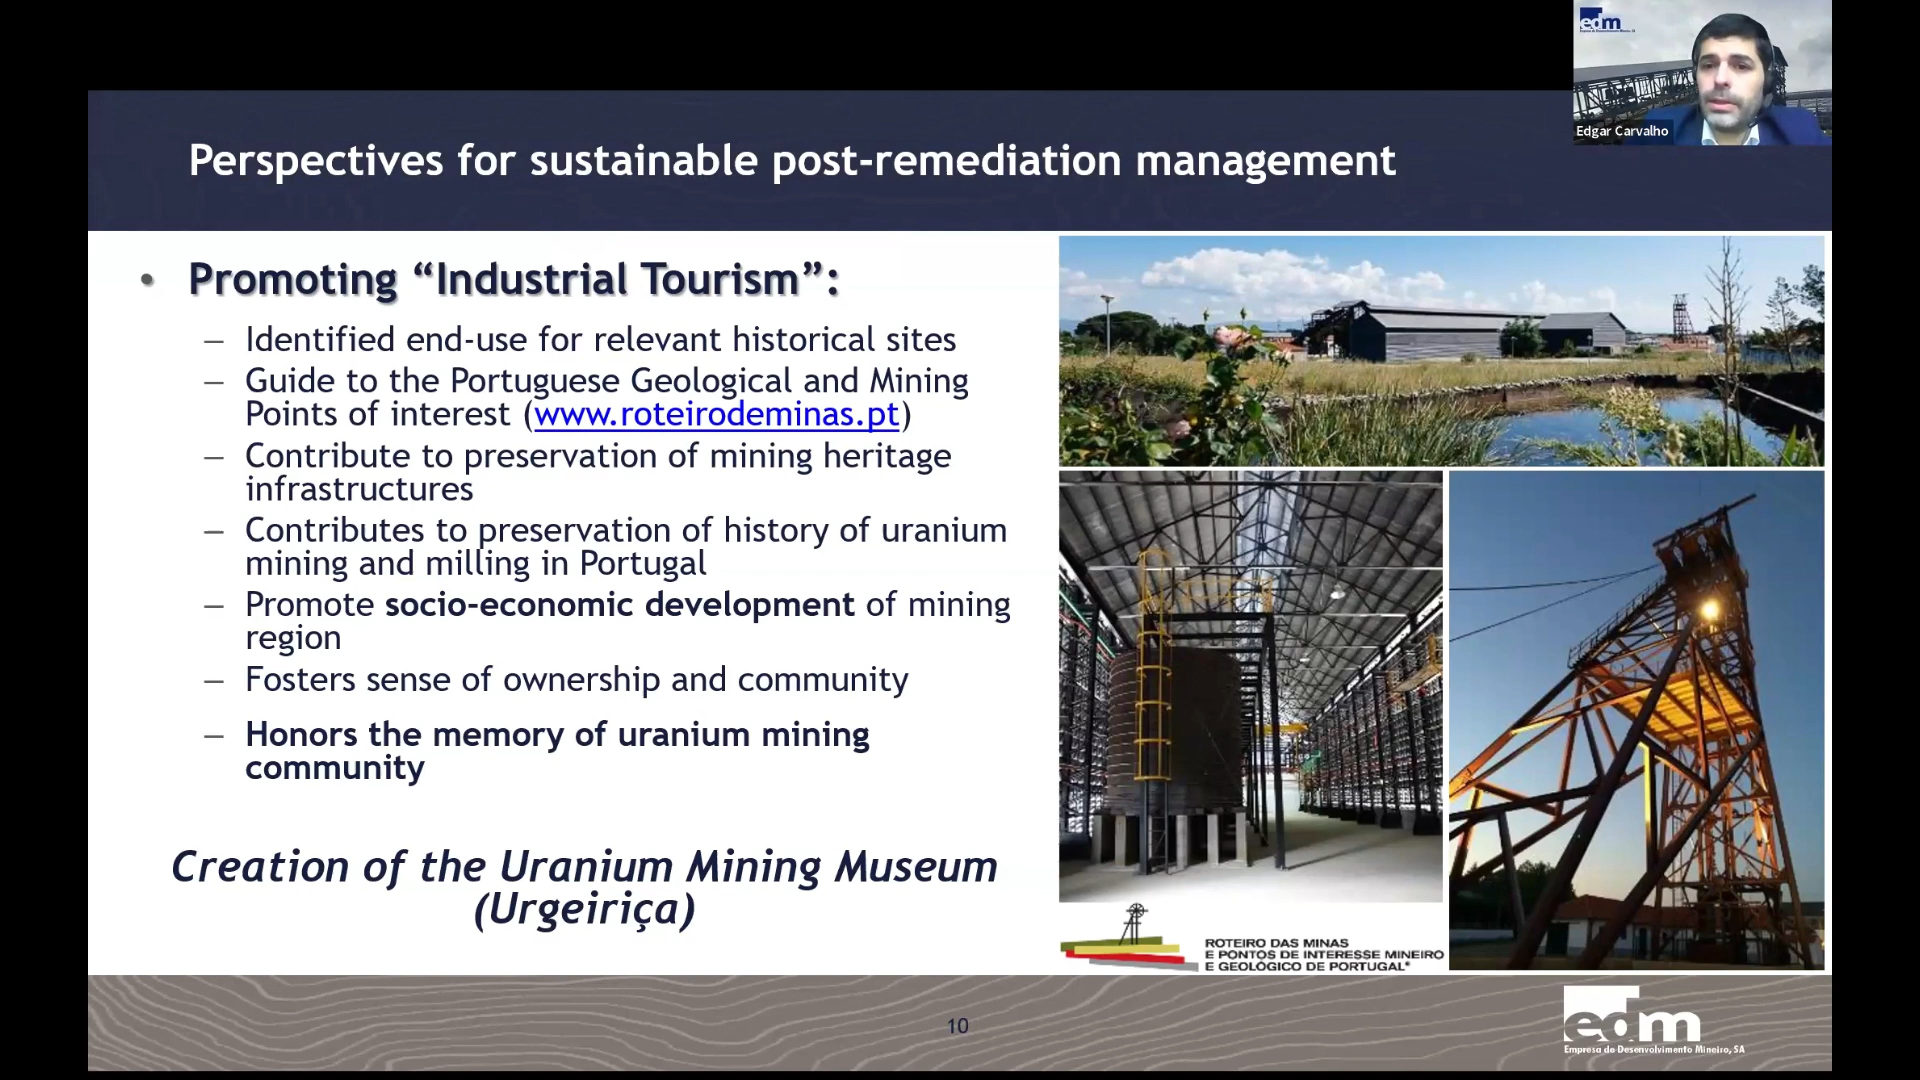 edm
Edgar Carvalho
Perspectives for sustainable post-remediation management
• Promoting “Industrial Tourism”:
– Identified end-use for relevant historical sites
– Guide to the Portuguese Geological and Mining
Points of interest (www.roteirodeminas.pt)
– Contribute to preservation of mining heritage
infrastructures
– Contributes to preservation of history of uranium
mining and milling in Portugal
– Promote socio-economic development of mining
region
– Fosters sense of ownership and community
– Honors the memory of uranium mining
community
Creation of the Uranium Mining Museum
(Urgeiriça)
ROTEIRO DAS MINAS
E PONTOS DE INTERESSE MINEIRO
E GEOLÓGICO DE PORTUGAL®
10
edm
Empresa de Desenvolvimento Mineiro, SA